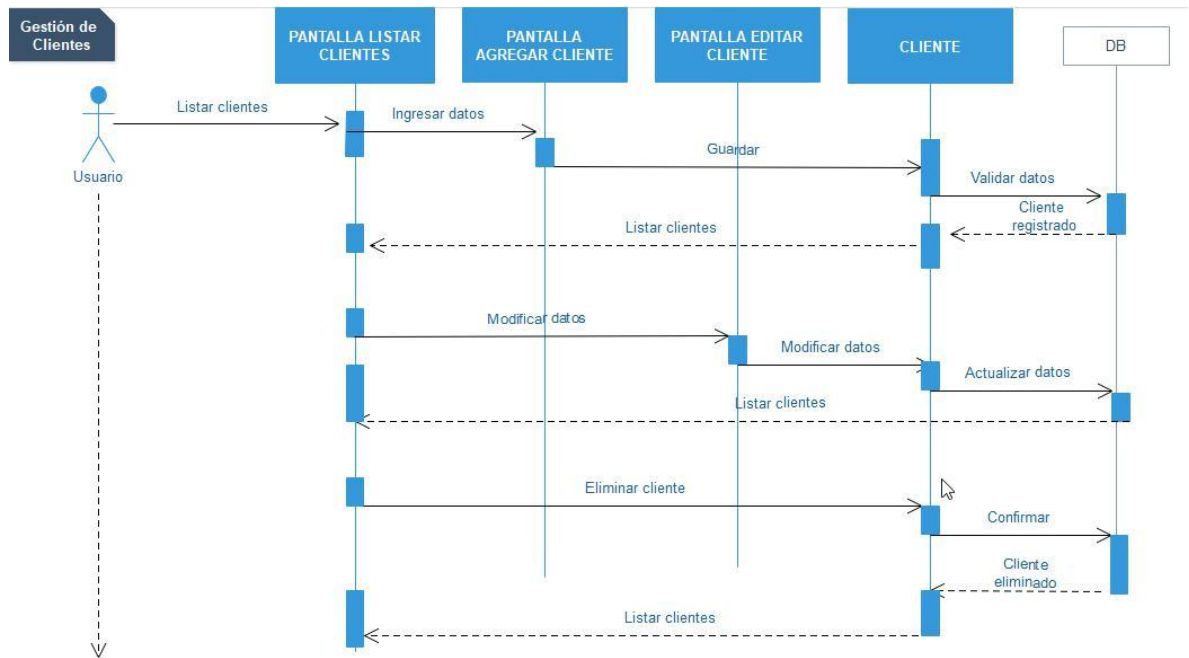 Gestión de
Clientes
PANTALLA LISTAR
CLIENTES
PANTALLA
AGREGAR CLIENTE
PANTALLA EDITAR
CLIENTE
CLIENTE
DB
Listar clientes
Ingresar datos
Guardar
Usuario
Validar datos
Cliente
registrado
Listar clientes
Modificar datos
Modificar datos
Actualizar datos
Listar clientes
Eliminar cliente
Confirmar
Cliente
eliminado
Listar clientes